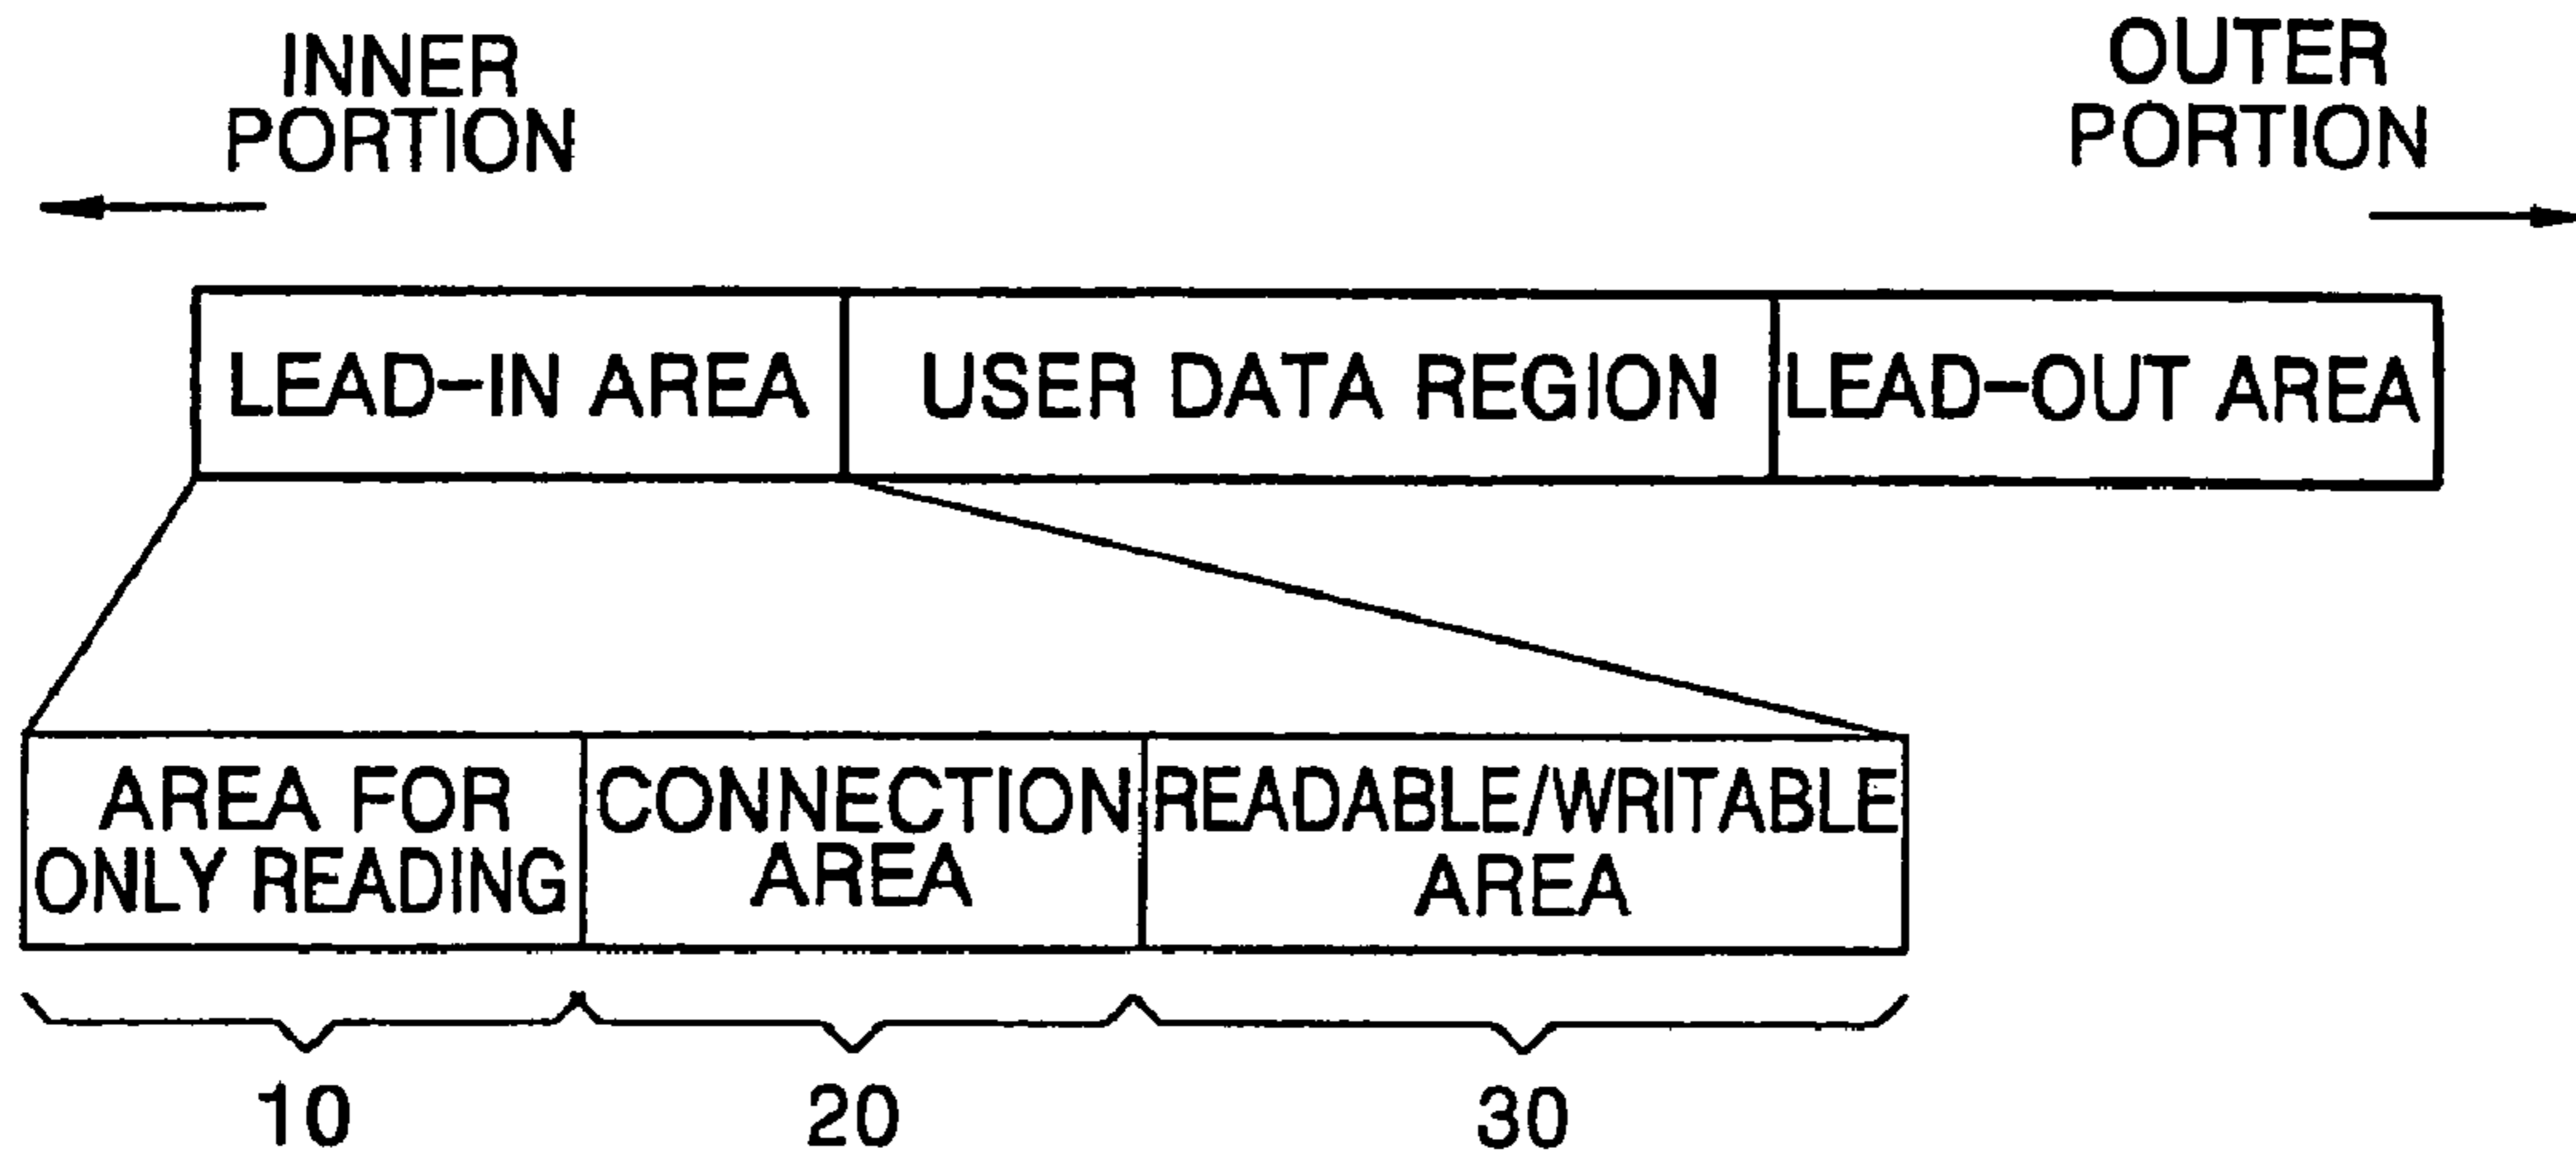 INNER
PORTION
OUTER
PORTION
LEAD-IN AREA
USER DATA REGION
LEAD-OUT AREA
AREA FOR
ONLY READING
CONNECTION
AREA
READABLE/WRITABLE
AREA
10
20
30